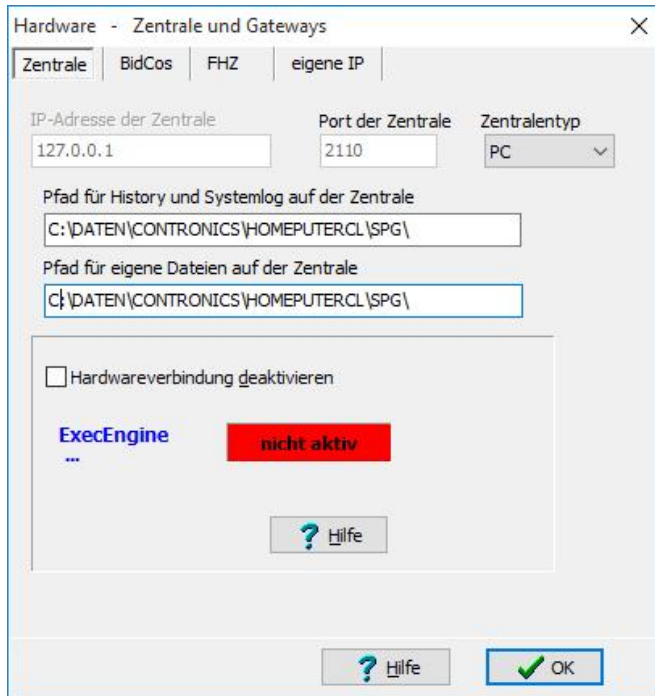 Hardware - Zentrale und Gateways
Zentrale BidCos FHZ eigene IP
IP-Adresse der Zentrale Port der Zentrale Zentralentyp
127.0.0.1 2110 PC
Pfad für History und Systemlog auf der Zentrale
C:\DATEN\CONTRONICS\HOMEPUTERCL\SPG\
Pfad für eigene Dateien auf der Zentrale
C:\DATEN\CONTRONICS\HOMEPUTERCL\SPG\
Hardwareverbindung deaktivieren
ExecEngine nicht aktiv
...
? Hilfe
? Hilfe OK